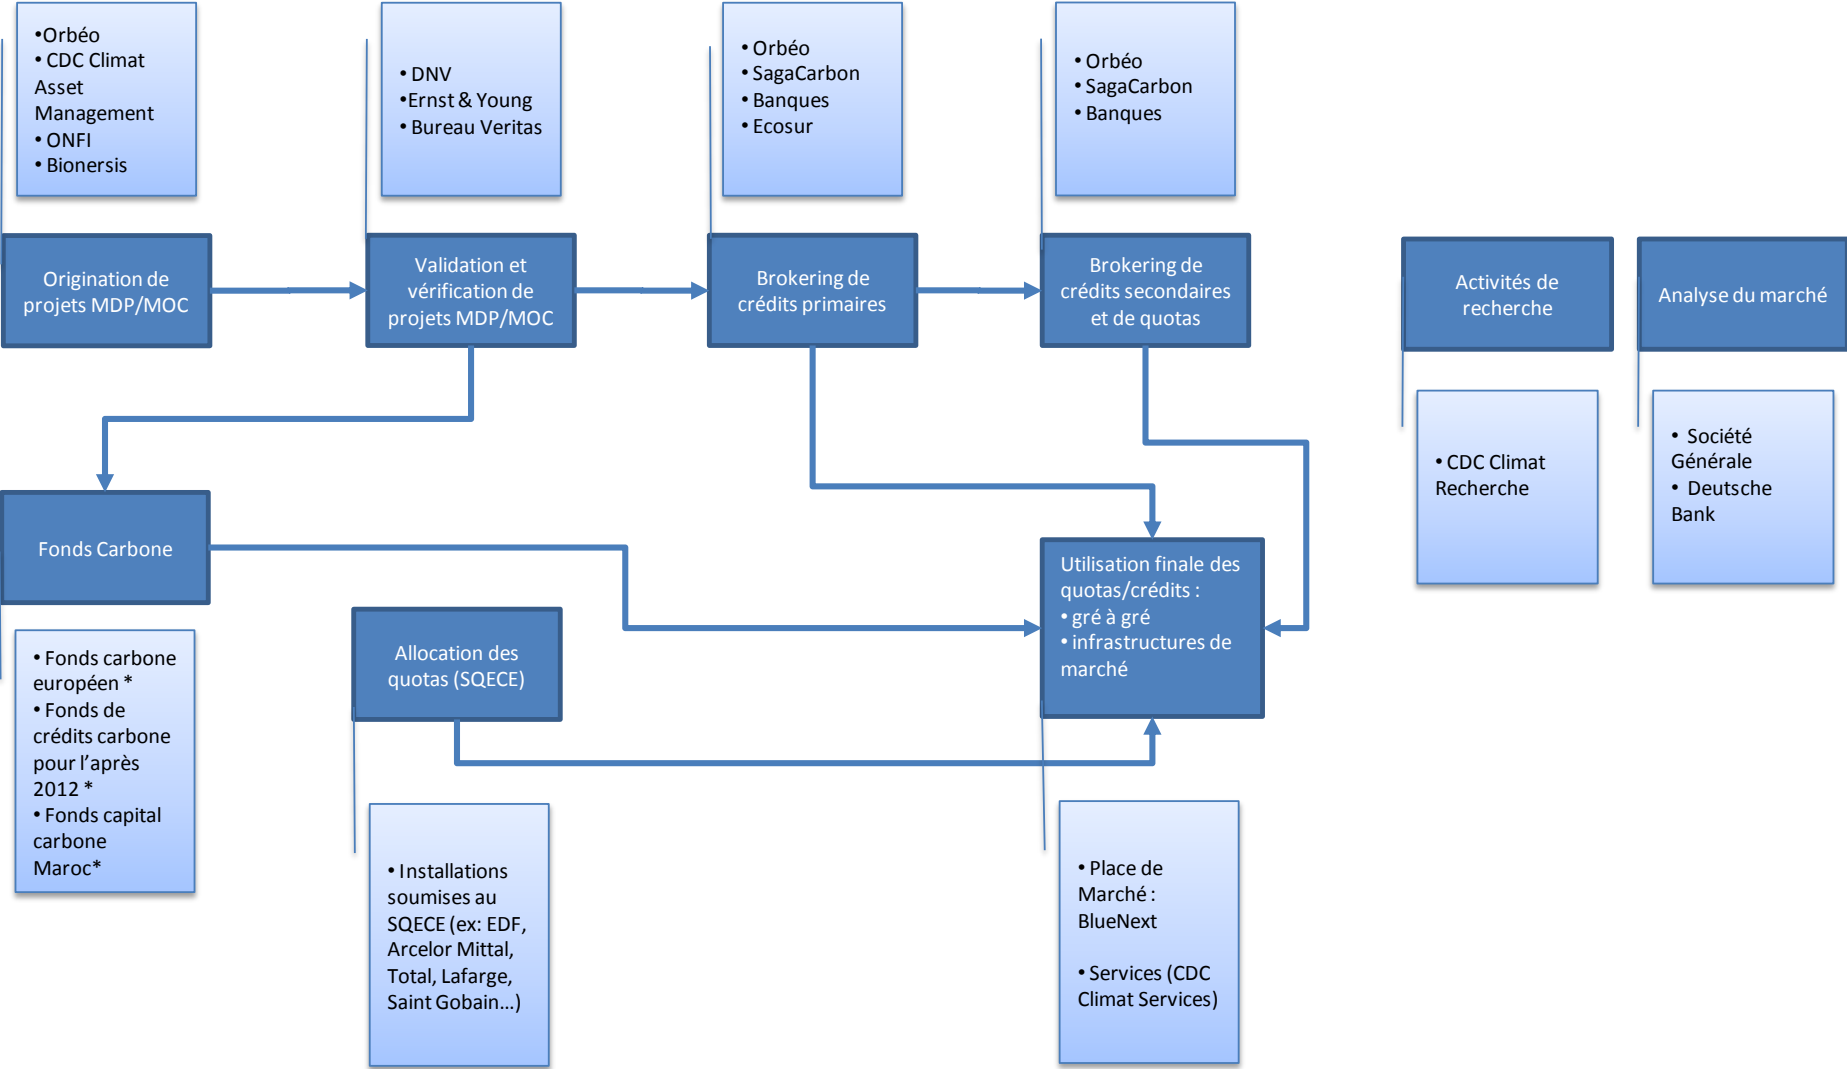 •Orbéo
• CDC Climat
Asset
Management
• ONFI
• Bionersis
• DNV
•Ernst & Young
• Bureau Veritas
• Orbéo
• SagaCarbon
• Banques
• Ecosur
• Orbéo
• SagaCarbon
• Banques
Origination de
projets MDP/MOC
Validation et
vérification de
projets MDP/MOC
Brokering de
crédits primaires
Brokering de
crédits secondaires
et de quotas
Activités de
recherche
Analyse du marché
• CDC Climat
Recherche
• Société
Générale
• Deutsche
Bank
Fonds Carbone
Utilisation finale des
quotas/crédits :
• gré à gré
• infrastructures de
marché
Allocation des
quotas (SQECE)
• Fonds carbone
européen *
• Fonds de
crédits carbone
pour l’après
2012 *
• Fonds capital
carbone
Maroc*
• Installations
soumises au
SQECE (ex: EDF,
Arcelor Mittal,
Total, Lafarge,
Saint Gobain…)
• Place de
Marché :
BlueNext
• Services (CDC
Climat Services)